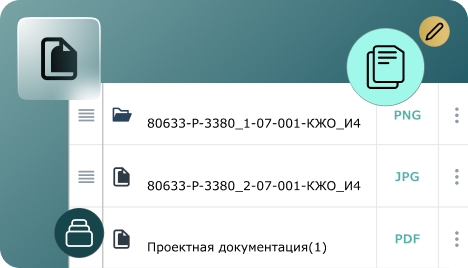 80633-Р-3380_1-07-001-КЖО_И4 PNG
80633-Р-3380_2-07-001-КЖО_И4 JPG
Проектная документация(1) PDF